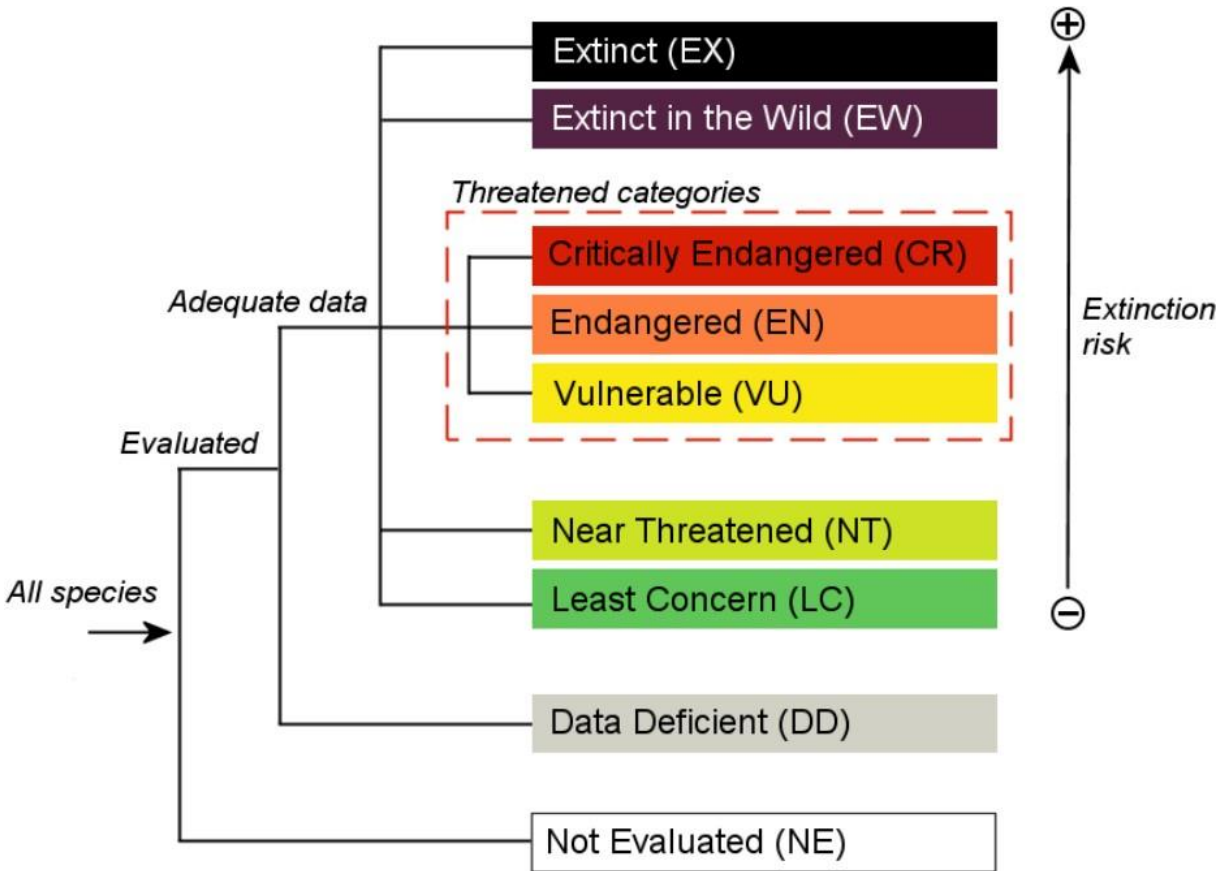 Extinct (EX)
Extinct in the Wild (EW)
Threatened categories
Critically Endangered (CR)
Adequate data
Endangered (EN)
Extinction
risk
Vulnerable (VU)
Evaluated
Near Threatened (NT)
All species
Least Concern (LC)
Data Deficient (DD)
Not Evaluated (NE)